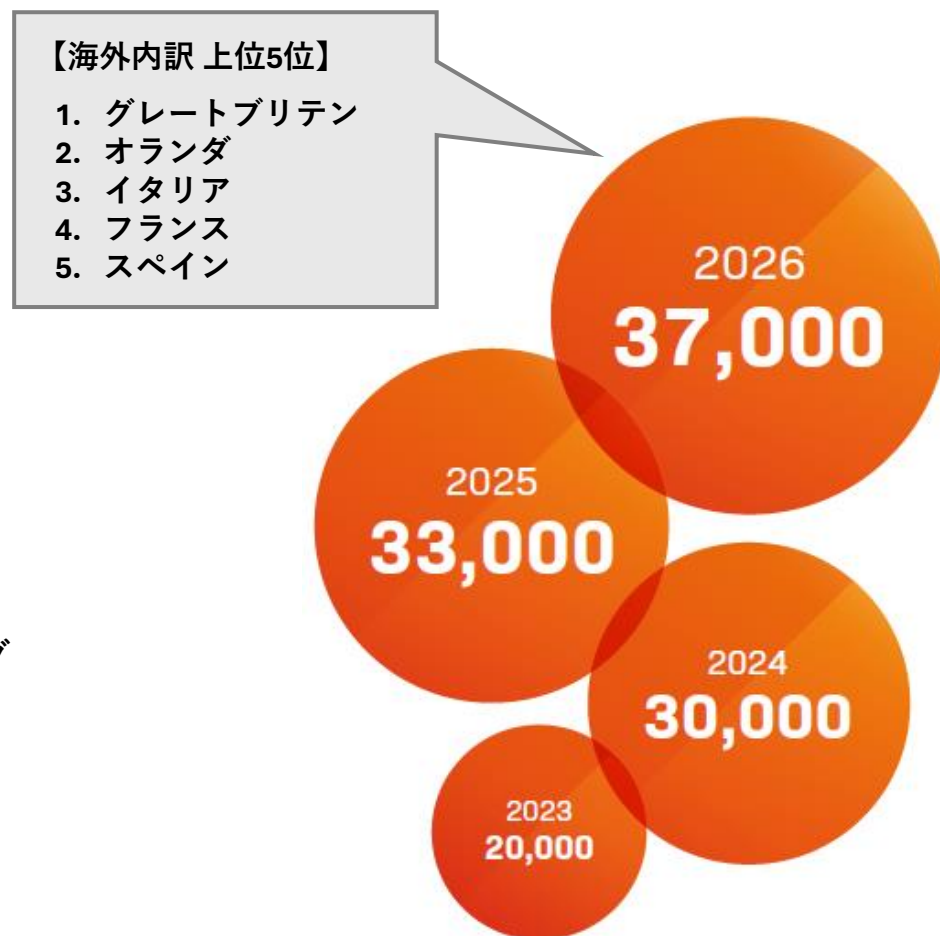 【海外内訳 上位5位】
1. グレートブリテン
2. オランダ
3. イタリア
4. フランス
5. スペイン
2026
37,000
2025
33,000
2024
30,000
2023
20,000